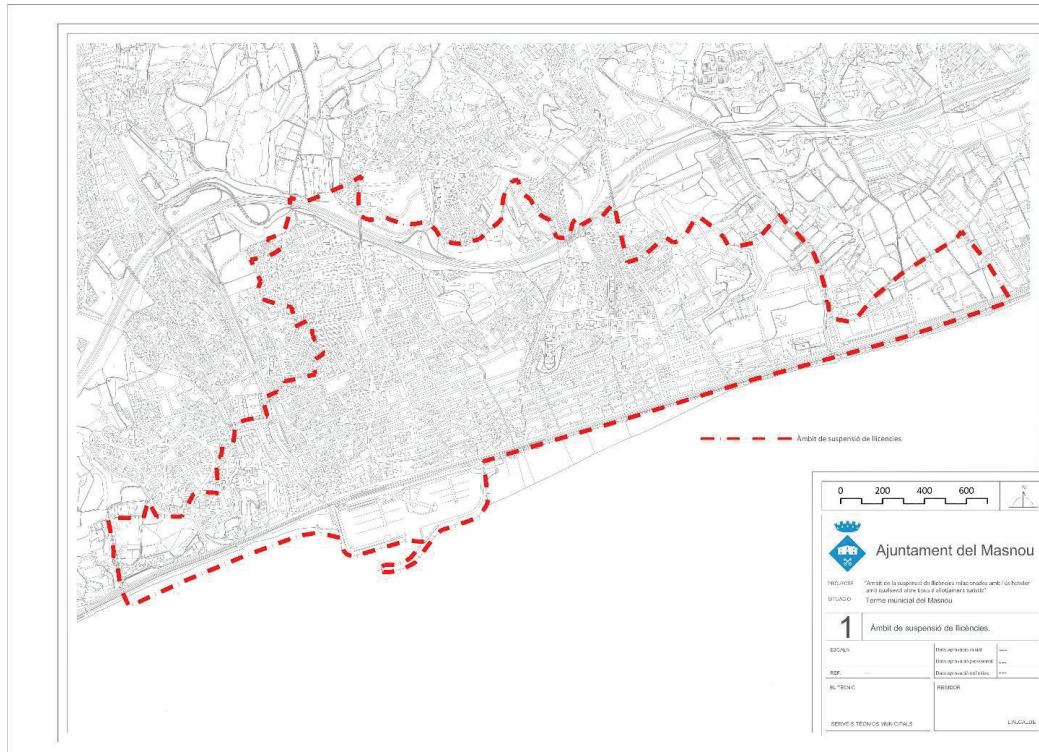 Àmbit de suspensió de llicències
0 200 400 600
Ajuntament del Masnou
PROJECTE "Àmbit de la suspensió de llicències relacionades amb l'ús hoteler
amb qualsevol altre tipus d'allotjament turístic"
SITUACIÓ Terme municipal del Masnou
1 Àmbit de suspensió de llicències.
ESCALA Data aprovació inicial ----
Data aprovació provisional ----
REF. ---- Data aprovació definitiva ----
EL TÈCNIC REGIDOR
SERVEIS TÈCNICS MUNICIPALS L'ALCALDE